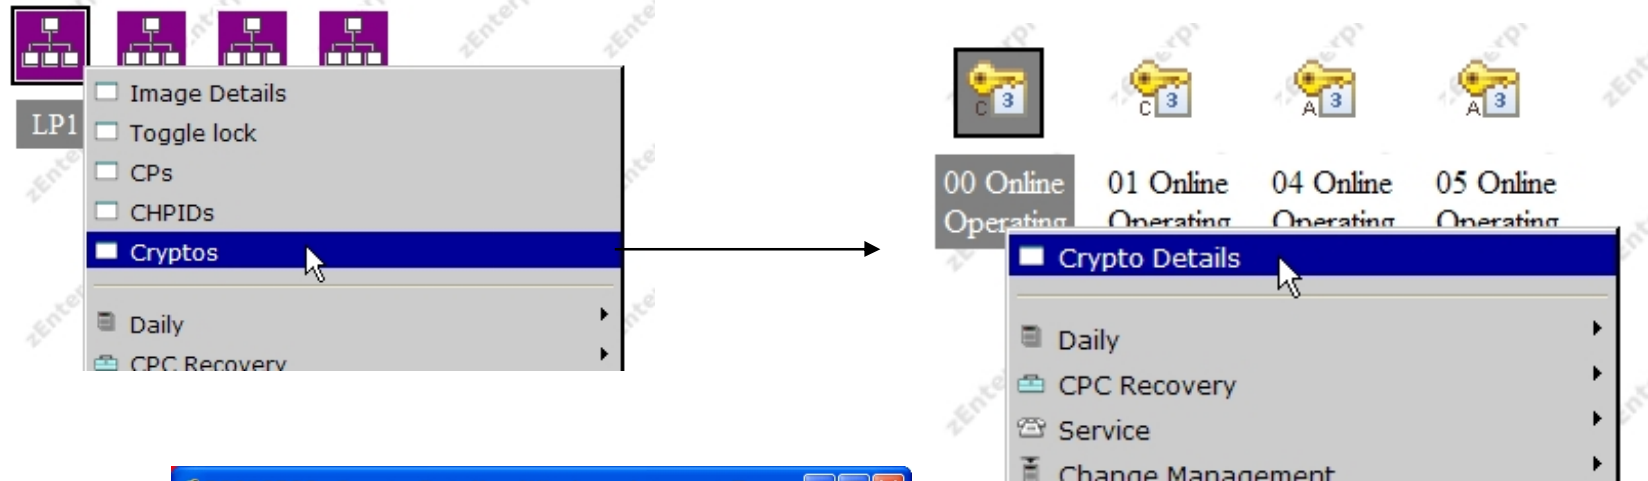 LP1
Image Details
Toggle lock
CPs
CHPIDs
Cryptos
Daily
CPC Recovery
C 3
C 3
A 3
A 3
00 Online
Operating
01 Online
Operating
04 Online
Operating
05 Online
Operating
Crypto Details
Daily
CPC Recovery
Service
Change Management